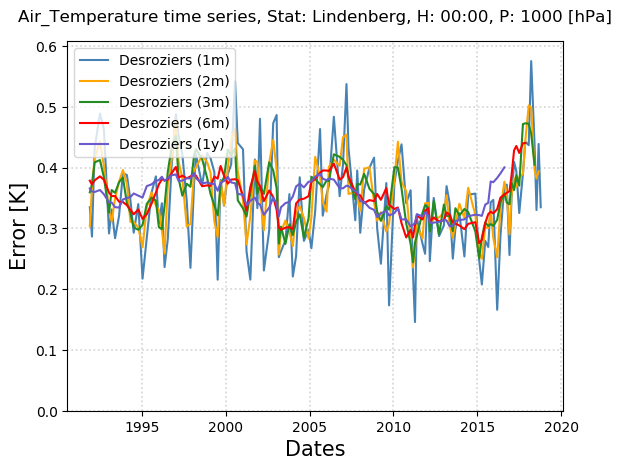 Air_Temperature time series, Stat: Lindenberg, H: 00:00, P: 1000 [hPa]
0.6
0.5
0.4
0.3
0.2
0.1
0.0
Error [K]
Desroziers (1m)
Desroziers (2m)
Desroziers (3m)
Desroziers (6m)
Desroziers (1y)
1995
2000
2005
2010
2015
2020
Dates